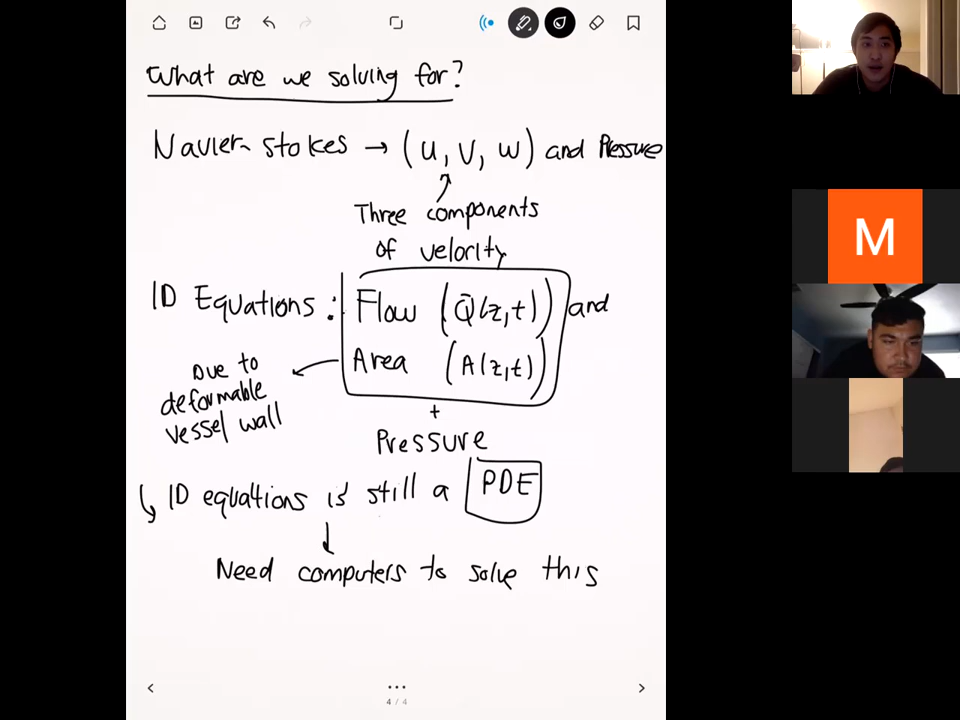 What are we solving for?
Navier-stokes → (u, v, w) and Pressure
Three components
of velocity
1D Equations: Flow (Q(z,t)) and
Area (A(z,t))
Due to
deformable
vessel wall
+
Pressure
↳ 1D equations is still a PDE
↓
Need computers to solve this
4 / 4
M